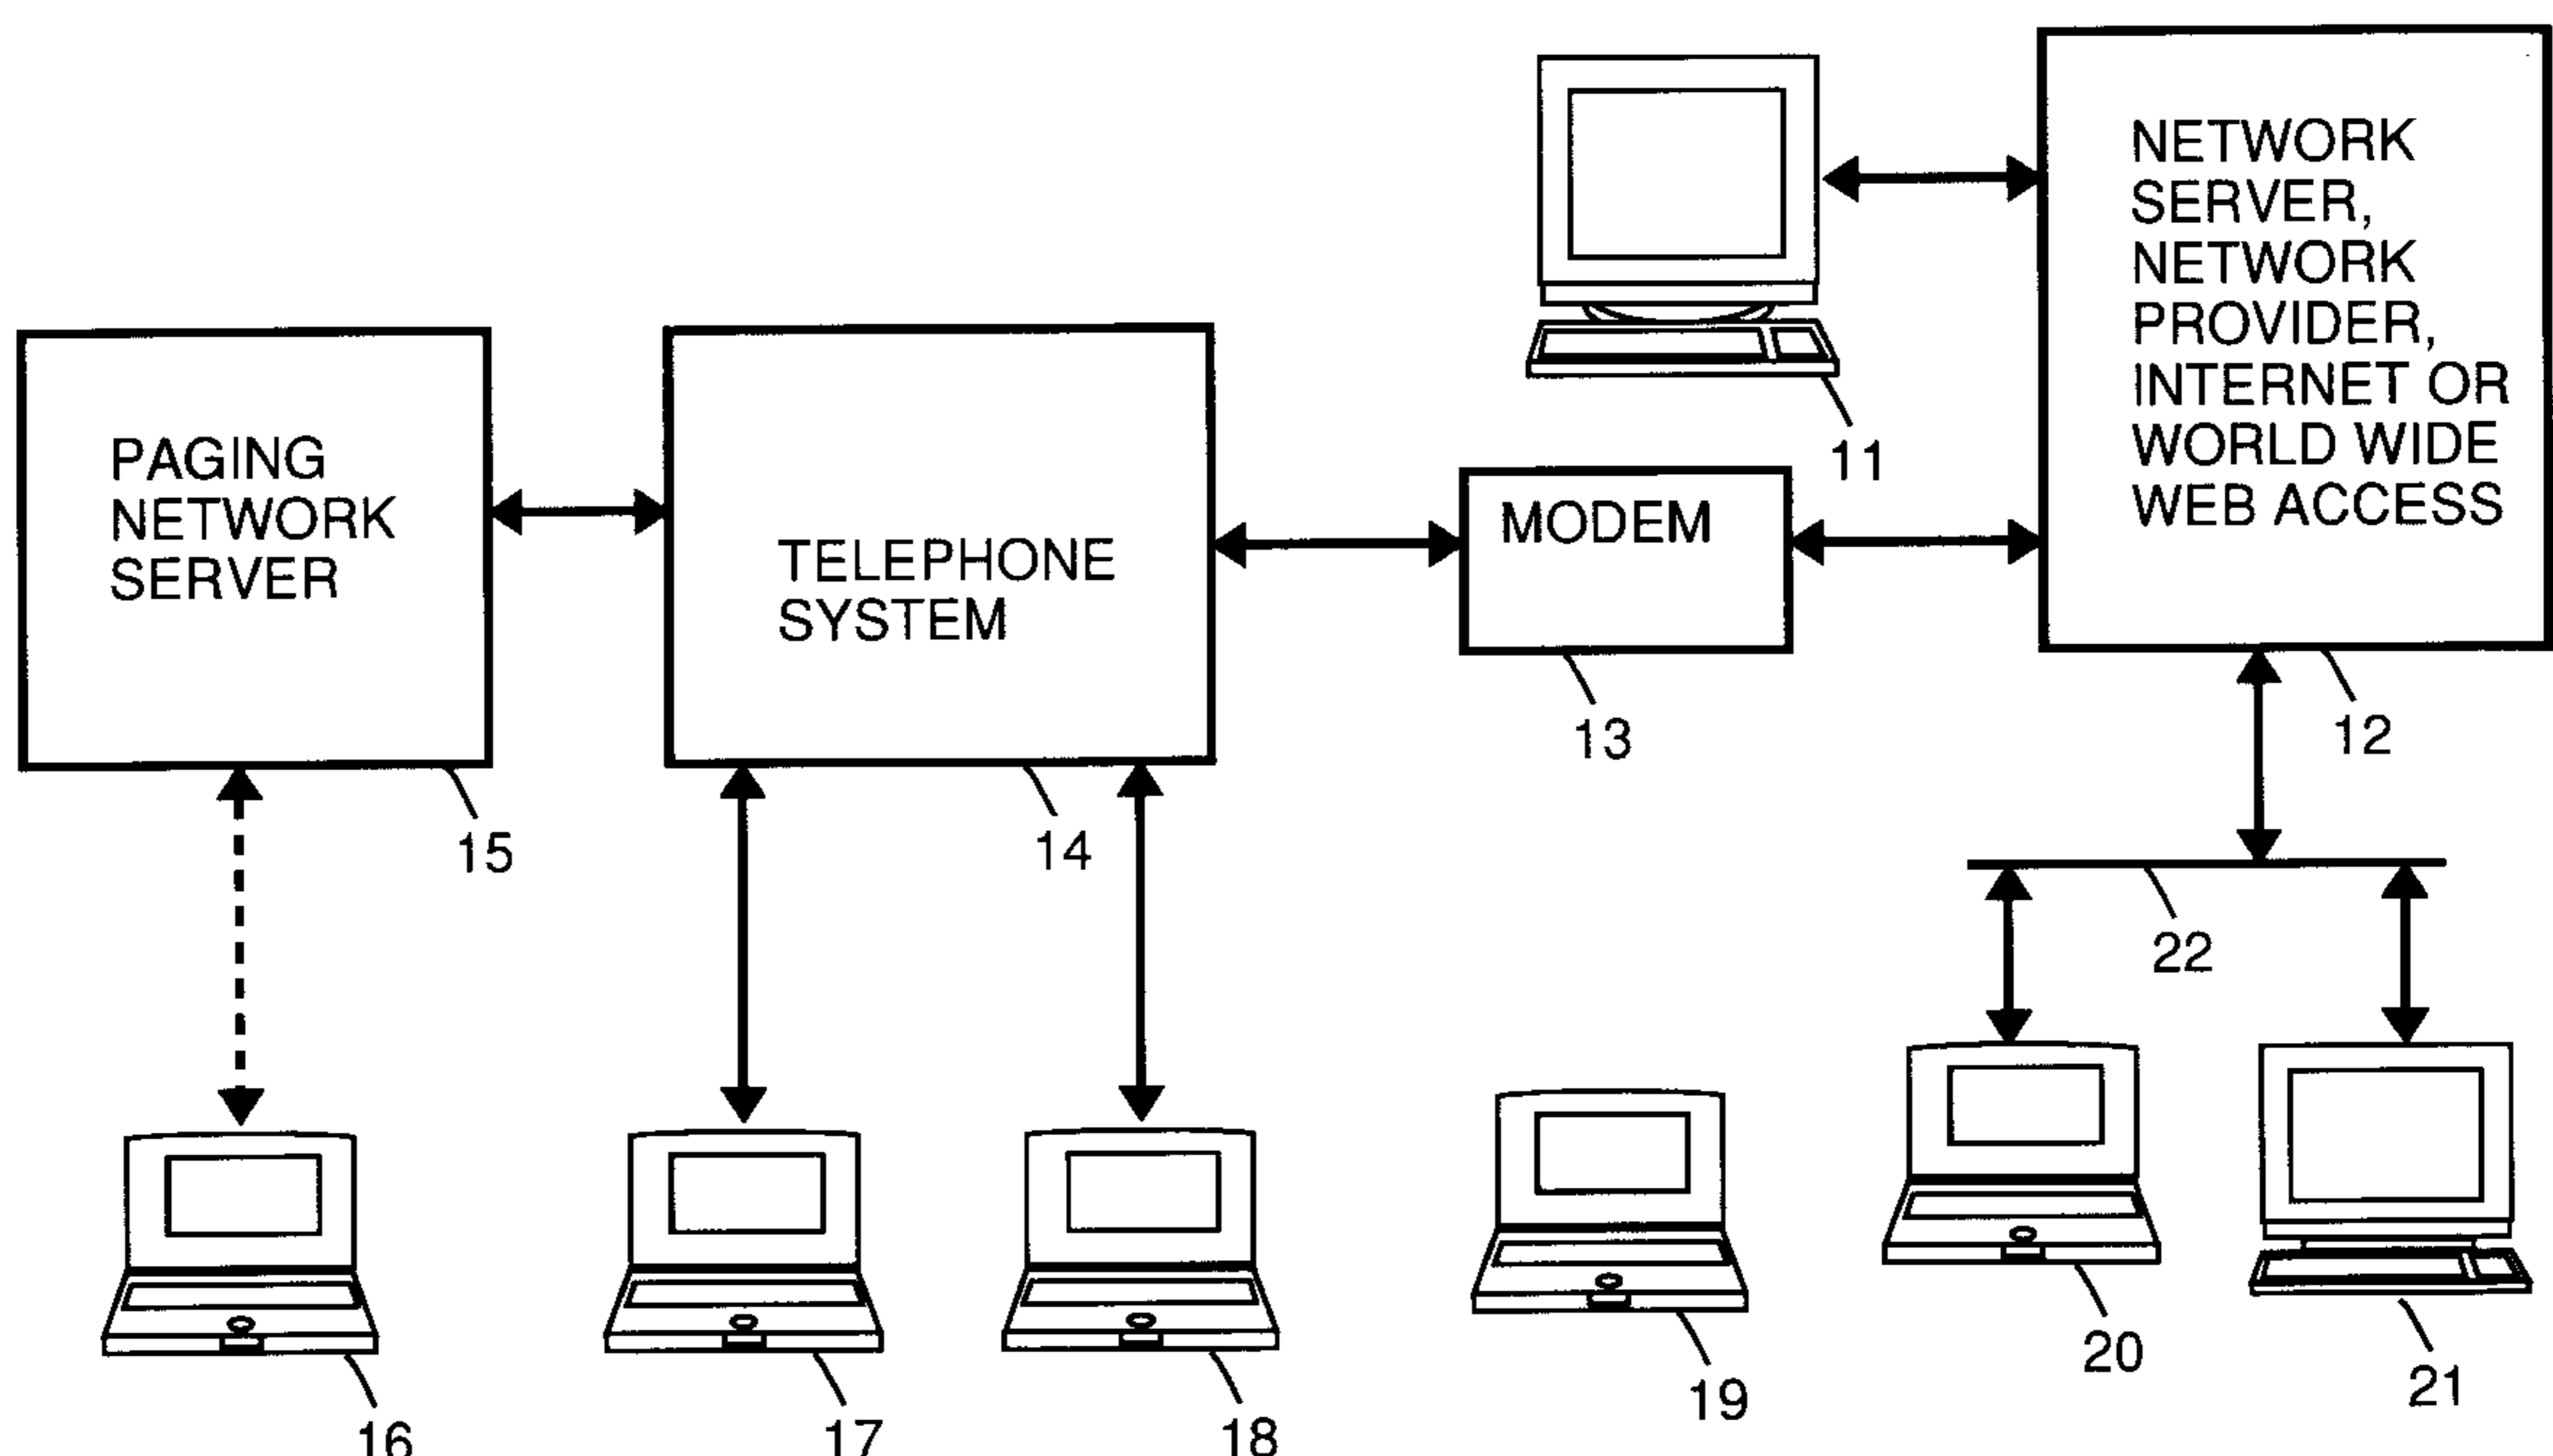 NETWORK
SERVER,
NETWORK
PROVIDER,
INTERNET OR
WORLD WIDE
WEB ACCESS
11
PAGING
NETWORK
SERVER
TELEPHONE
SYSTEM
MODEM
13
12
15
14
22
16
17
18
19
20
21